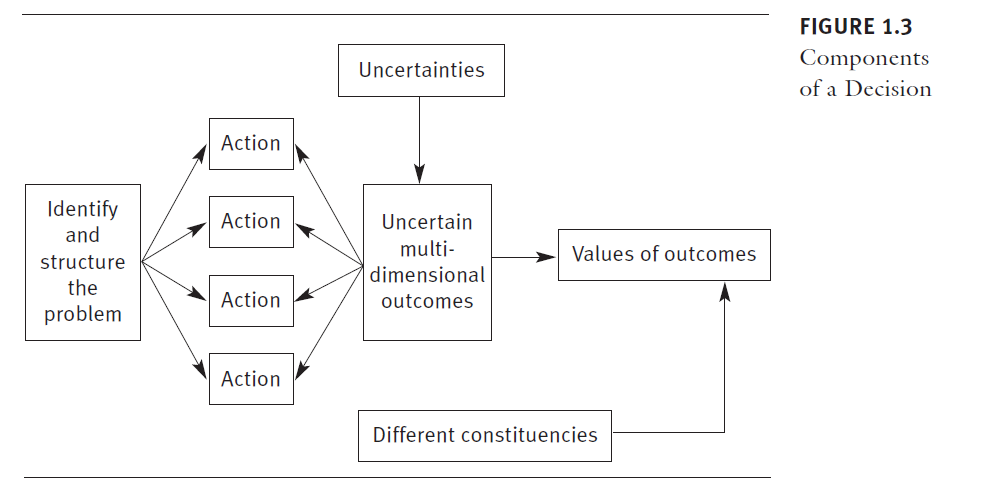 FIGURE 1.3
Components
of a Decision
Uncertainties
Action
Action
Action
Action
Identify
and
structure
the
problem
Uncertain
multi-
dimensional
outcomes
Values of outcomes
Different constituencies